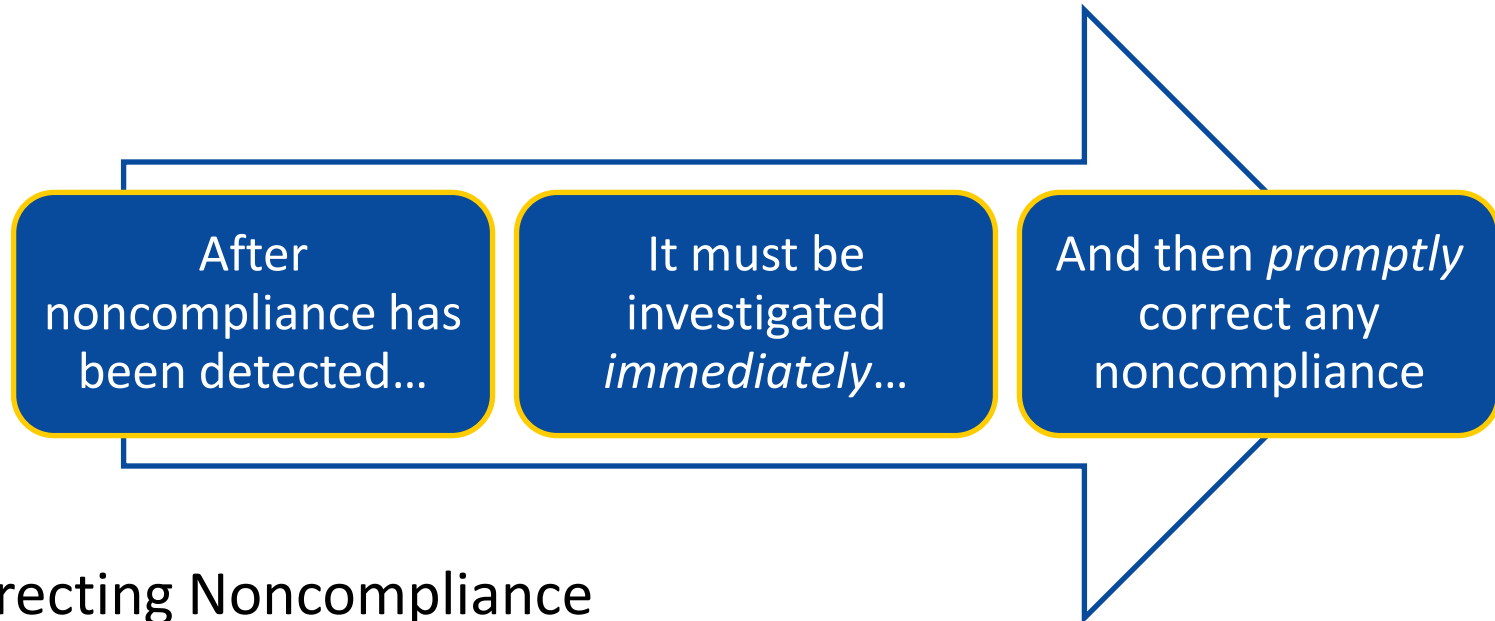 After
noncompliance has
been detected…
It must be
investigated
immediately…
And then promptly
correct any
noncompliance
recting Noncompliance